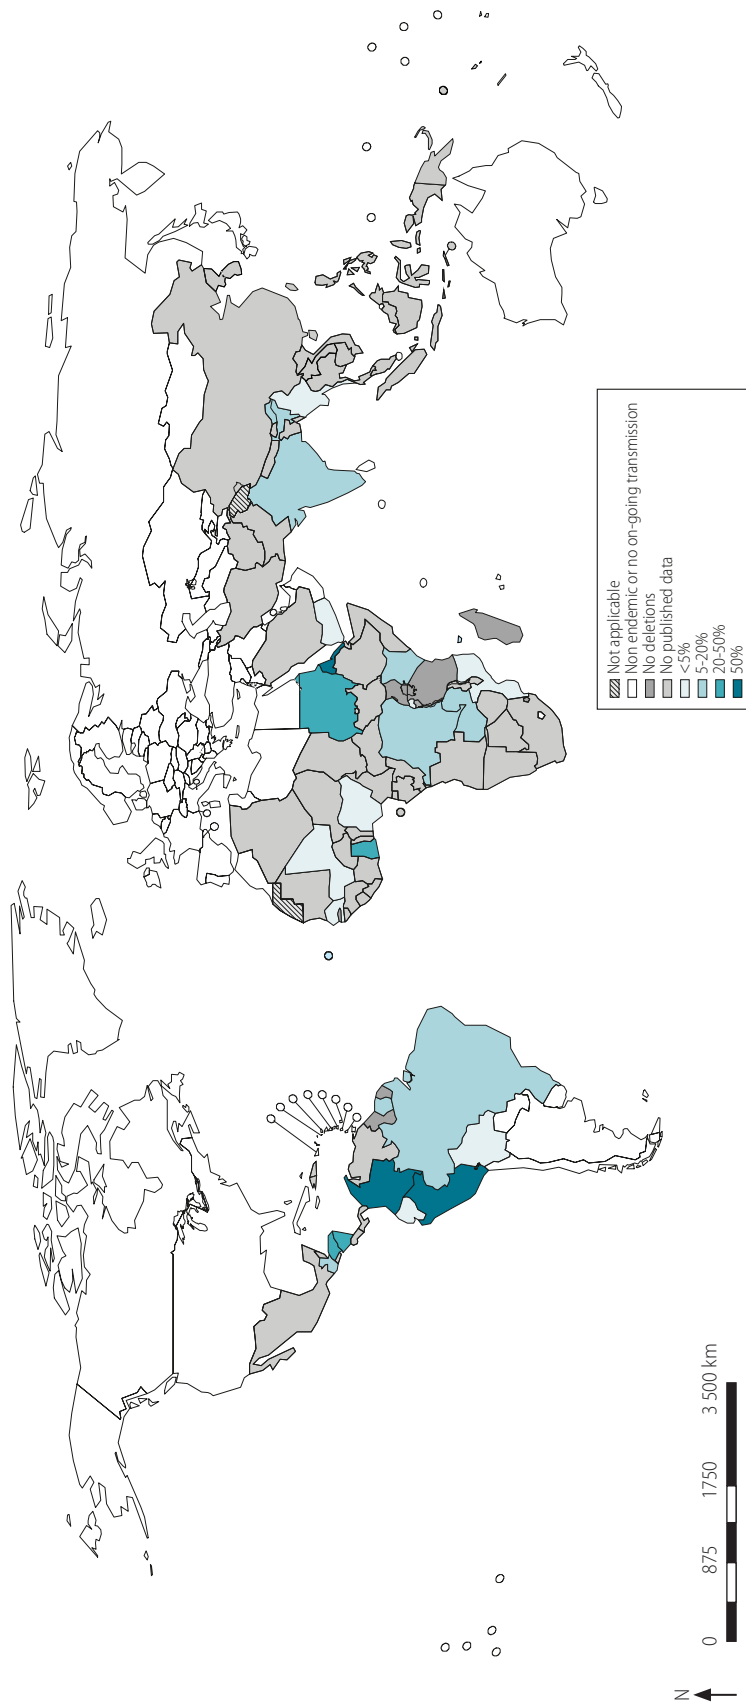 Not applicable
Non endemic or no on-going transmission
No deletions
No published data
<5%
5-20%
20-50%
50%
0 875 1750 3 500 km
N